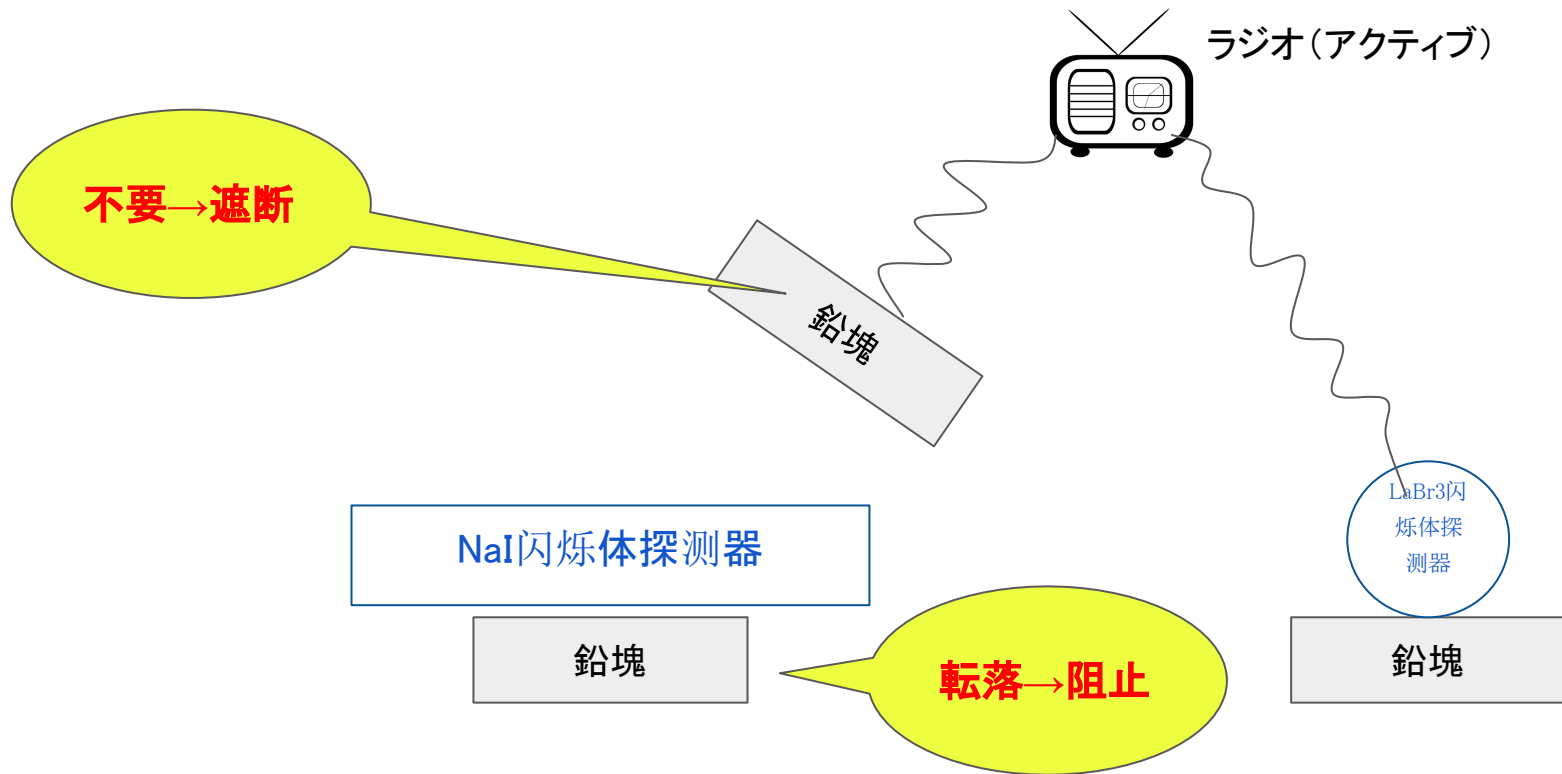 ラジオ（アクティブ）
不要→遮断
鉛塊
NaI闪烁体探测器
LaBr3闪
烁体探
测器
鉛塊
転落→阻止
鉛塊